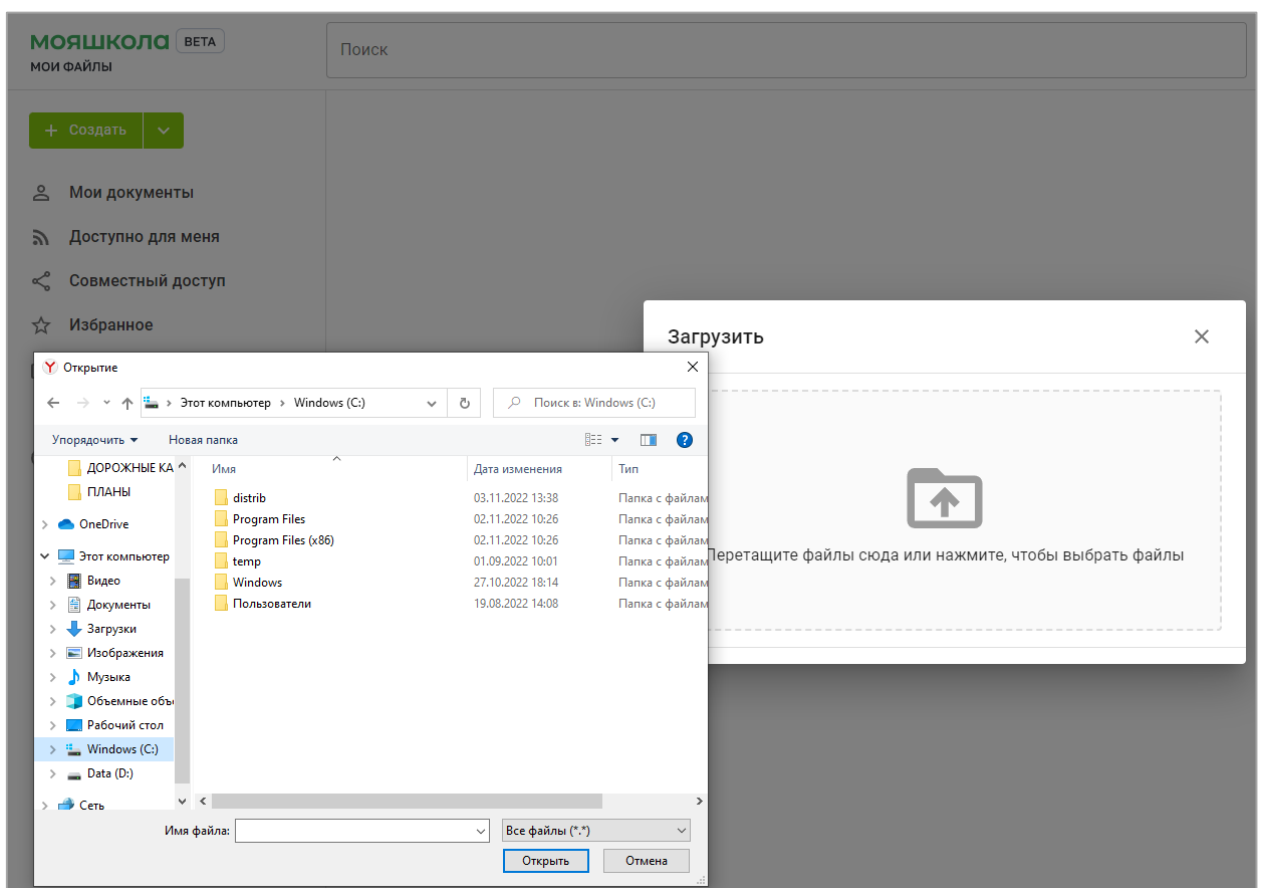 МОЯШКОЛА BETA
МОИ ФАЙЛЫ
Поиск
+ Создать
Мои документы
Доступно для меня
Совместный доступ
Избранное
Загрузить
Перетащите файлы сюда или нажмите, чтобы выбрать файлы
Открытие
Этот компьютер > Windows (C:)
Поиск в: Windows (C:)
Упорядочить
Новая папка
ДОРОЖНЫЕ КА
ПЛАНЫ
OneDrive
Этот компьютер
Видео
Документы
Загрузки
Изображения
Музыка
Объемные объ
Рабочий стол
Windows (C:)
Data (D:)
Сеть
Имя Дата изменения Тип
distrib 03.11.2022 13:38 Папка с файлам
Program Files 02.11.2022 10:26 Папка с файлам
Program Files (x86) 02.11.2022 10:26 Папка с файлам
temp 01.09.2022 10:01 Папка с файлам
Windows 27.10.2022 18:14 Папка с файлам
Пользователи 19.08.2022 14:08 Папка с файлам
Имя файла:
Все файлы (*.*)
Открыть
Отмена